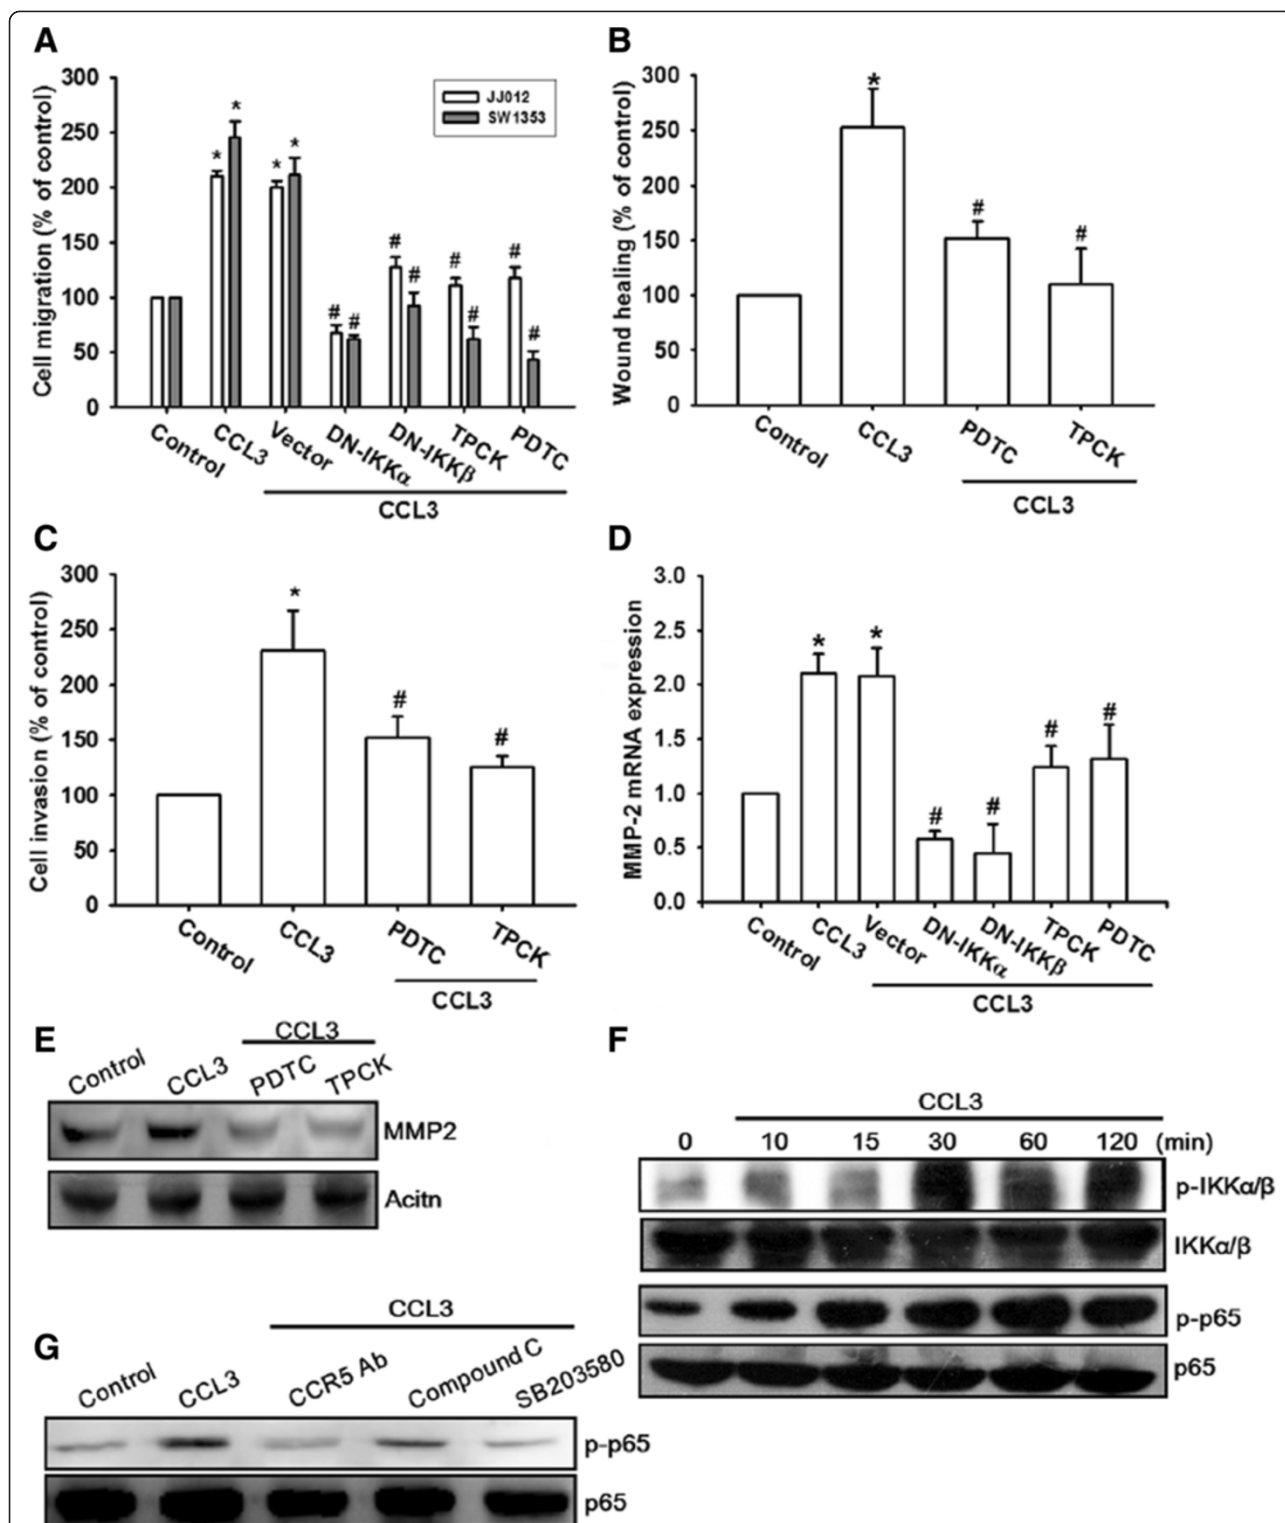 A
Cell migration (% of control)
300
250
200
150
100
50
0
JJ012
SW1353
* * * * # # # # # # # #
Control CCL3 Vector DN-IKKα DN-IKKβ TPCK PDTC
CCL3
B
Wound healing (% of control)
300
250
200
150
100
50
0
* # #
Control CCL3 PDTC TPCK
CCL3
C
Cell invasion (% of control)
300
250
200
150
100
50
0
* # #
Control CCL3 PDTC TPCK
CCL3
D
MMP-2 mRNA expression
3.0
2.5
2.0
1.5
1.0
0.5
0.0
* * # # # #
Control CCL3 Vector DN-IKKα DN-IKKβ TPCK PDTC
CCL3
E
CCL3
Control CCL3 PDTC TPCK
MMP2
Acitn
F
CCL3
0 10 15 30 60 120 (min)
p-IKKα/β
IKKα/β
p-p65
p65
G
CCL3
Control CCL3 CCR5 Ab Compound C SB203580
p-p65
p65